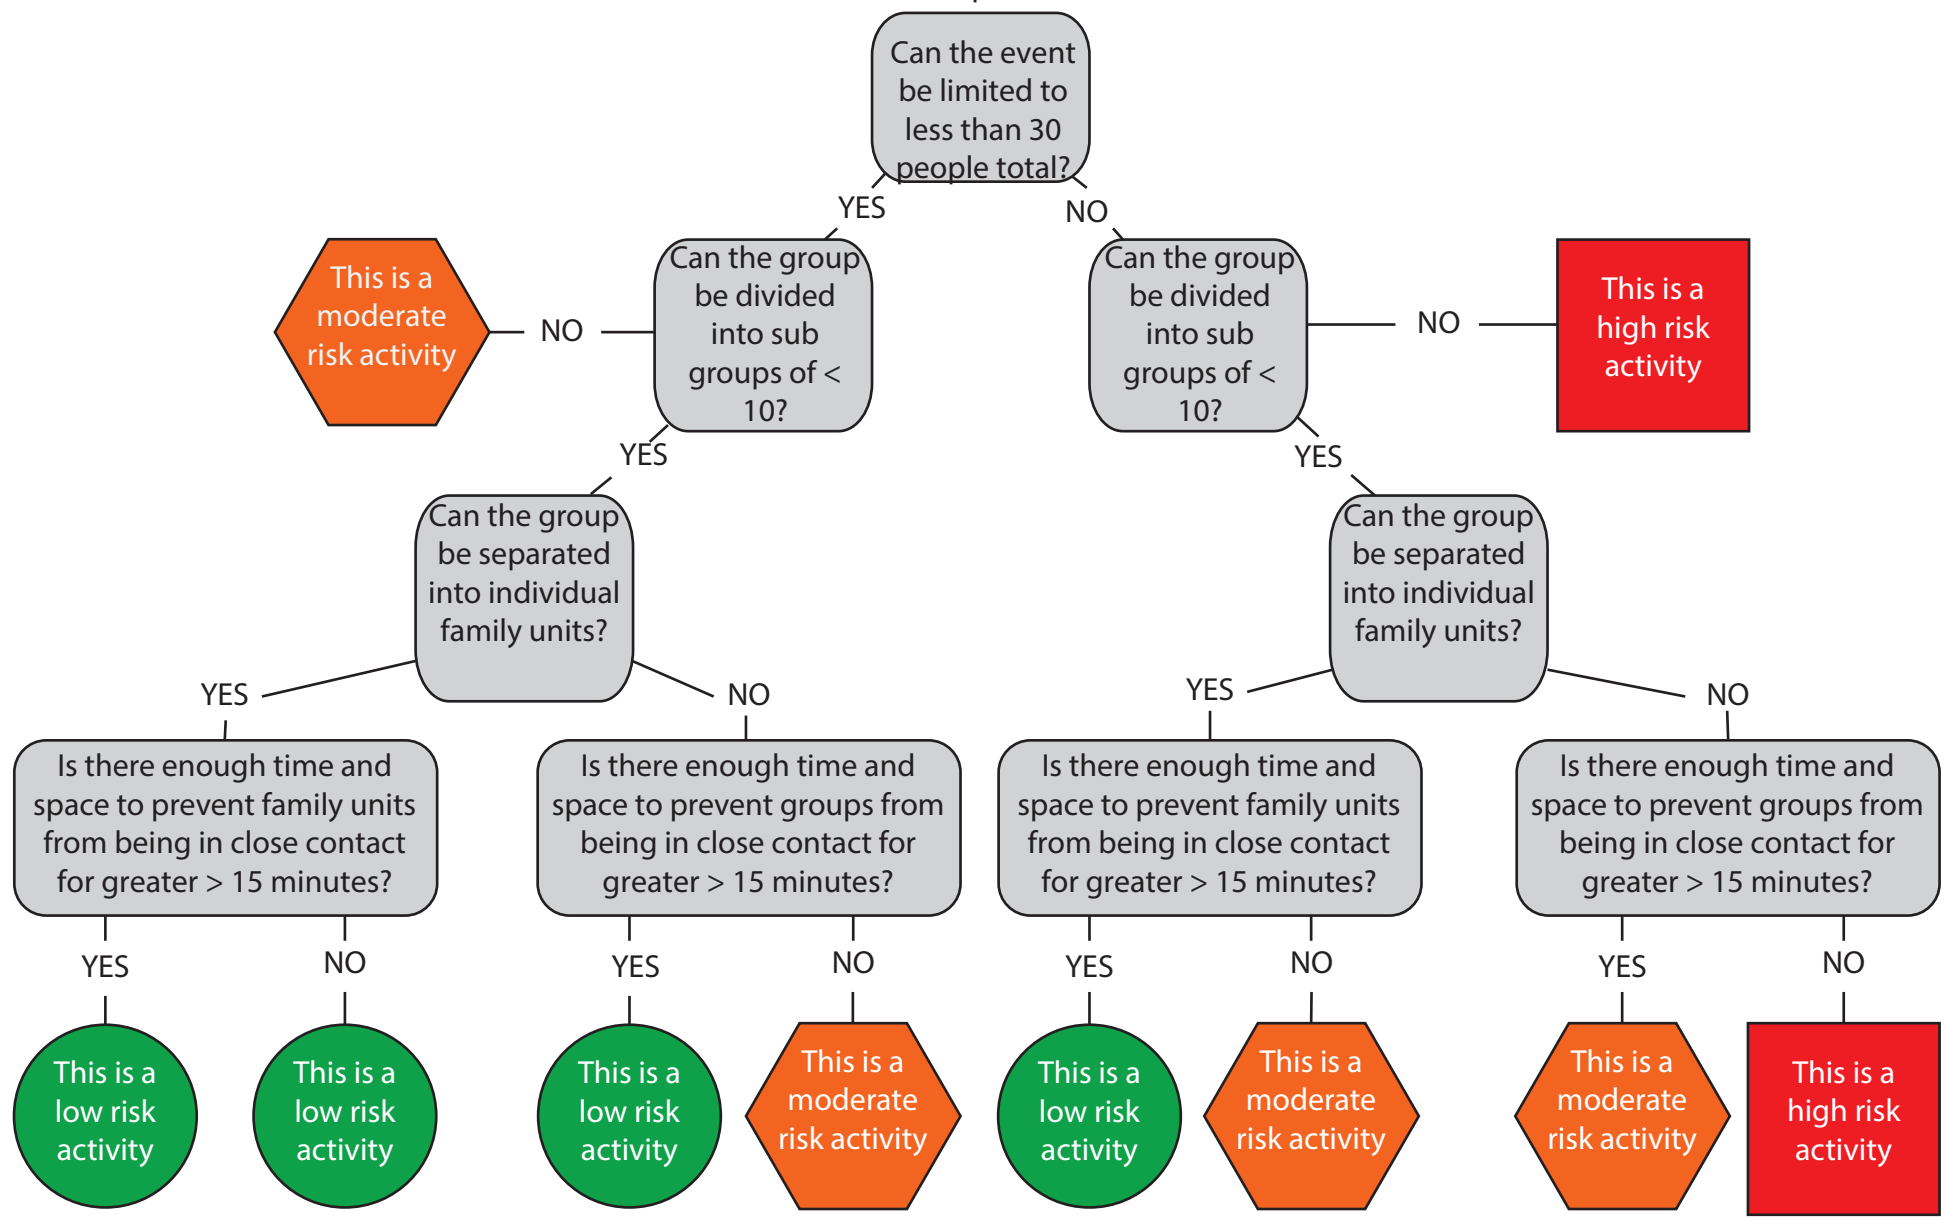 Can the event
be limited to
less than 30
people total?
YES
NO
This is a
moderate
risk activity
NO
Can the group
be divided
into sub
groups of <
10?
Can the group
be divided
into sub
groups of <
10?
NO
This is a
high risk
activity
YES
YES
Can the group
be separated
into individual
family units?
Can the group
be separated
into individual
family units?
YES
NO
YES
NO
Is there enough time and
space to prevent family units
from being in close contact
for greater > 15 minutes?
Is there enough time and
space to prevent groups from
being in close contact for
greater > 15 minutes?
Is there enough time and
space to prevent family units
from being in close contact
for greater > 15 minutes?
Is there enough time and
space to prevent groups from
being in close contact for
greater > 15 minutes?
YES
NO
YES
NO
YES
NO
YES
NO
This is a
low risk
activity
This is a
low risk
activity
This is a
low risk
activity
This is a
moderate
risk activity
This is a
low risk
activity
This is a
moderate
risk activity
This is a
moderate
risk activity
This is a
high risk
activity